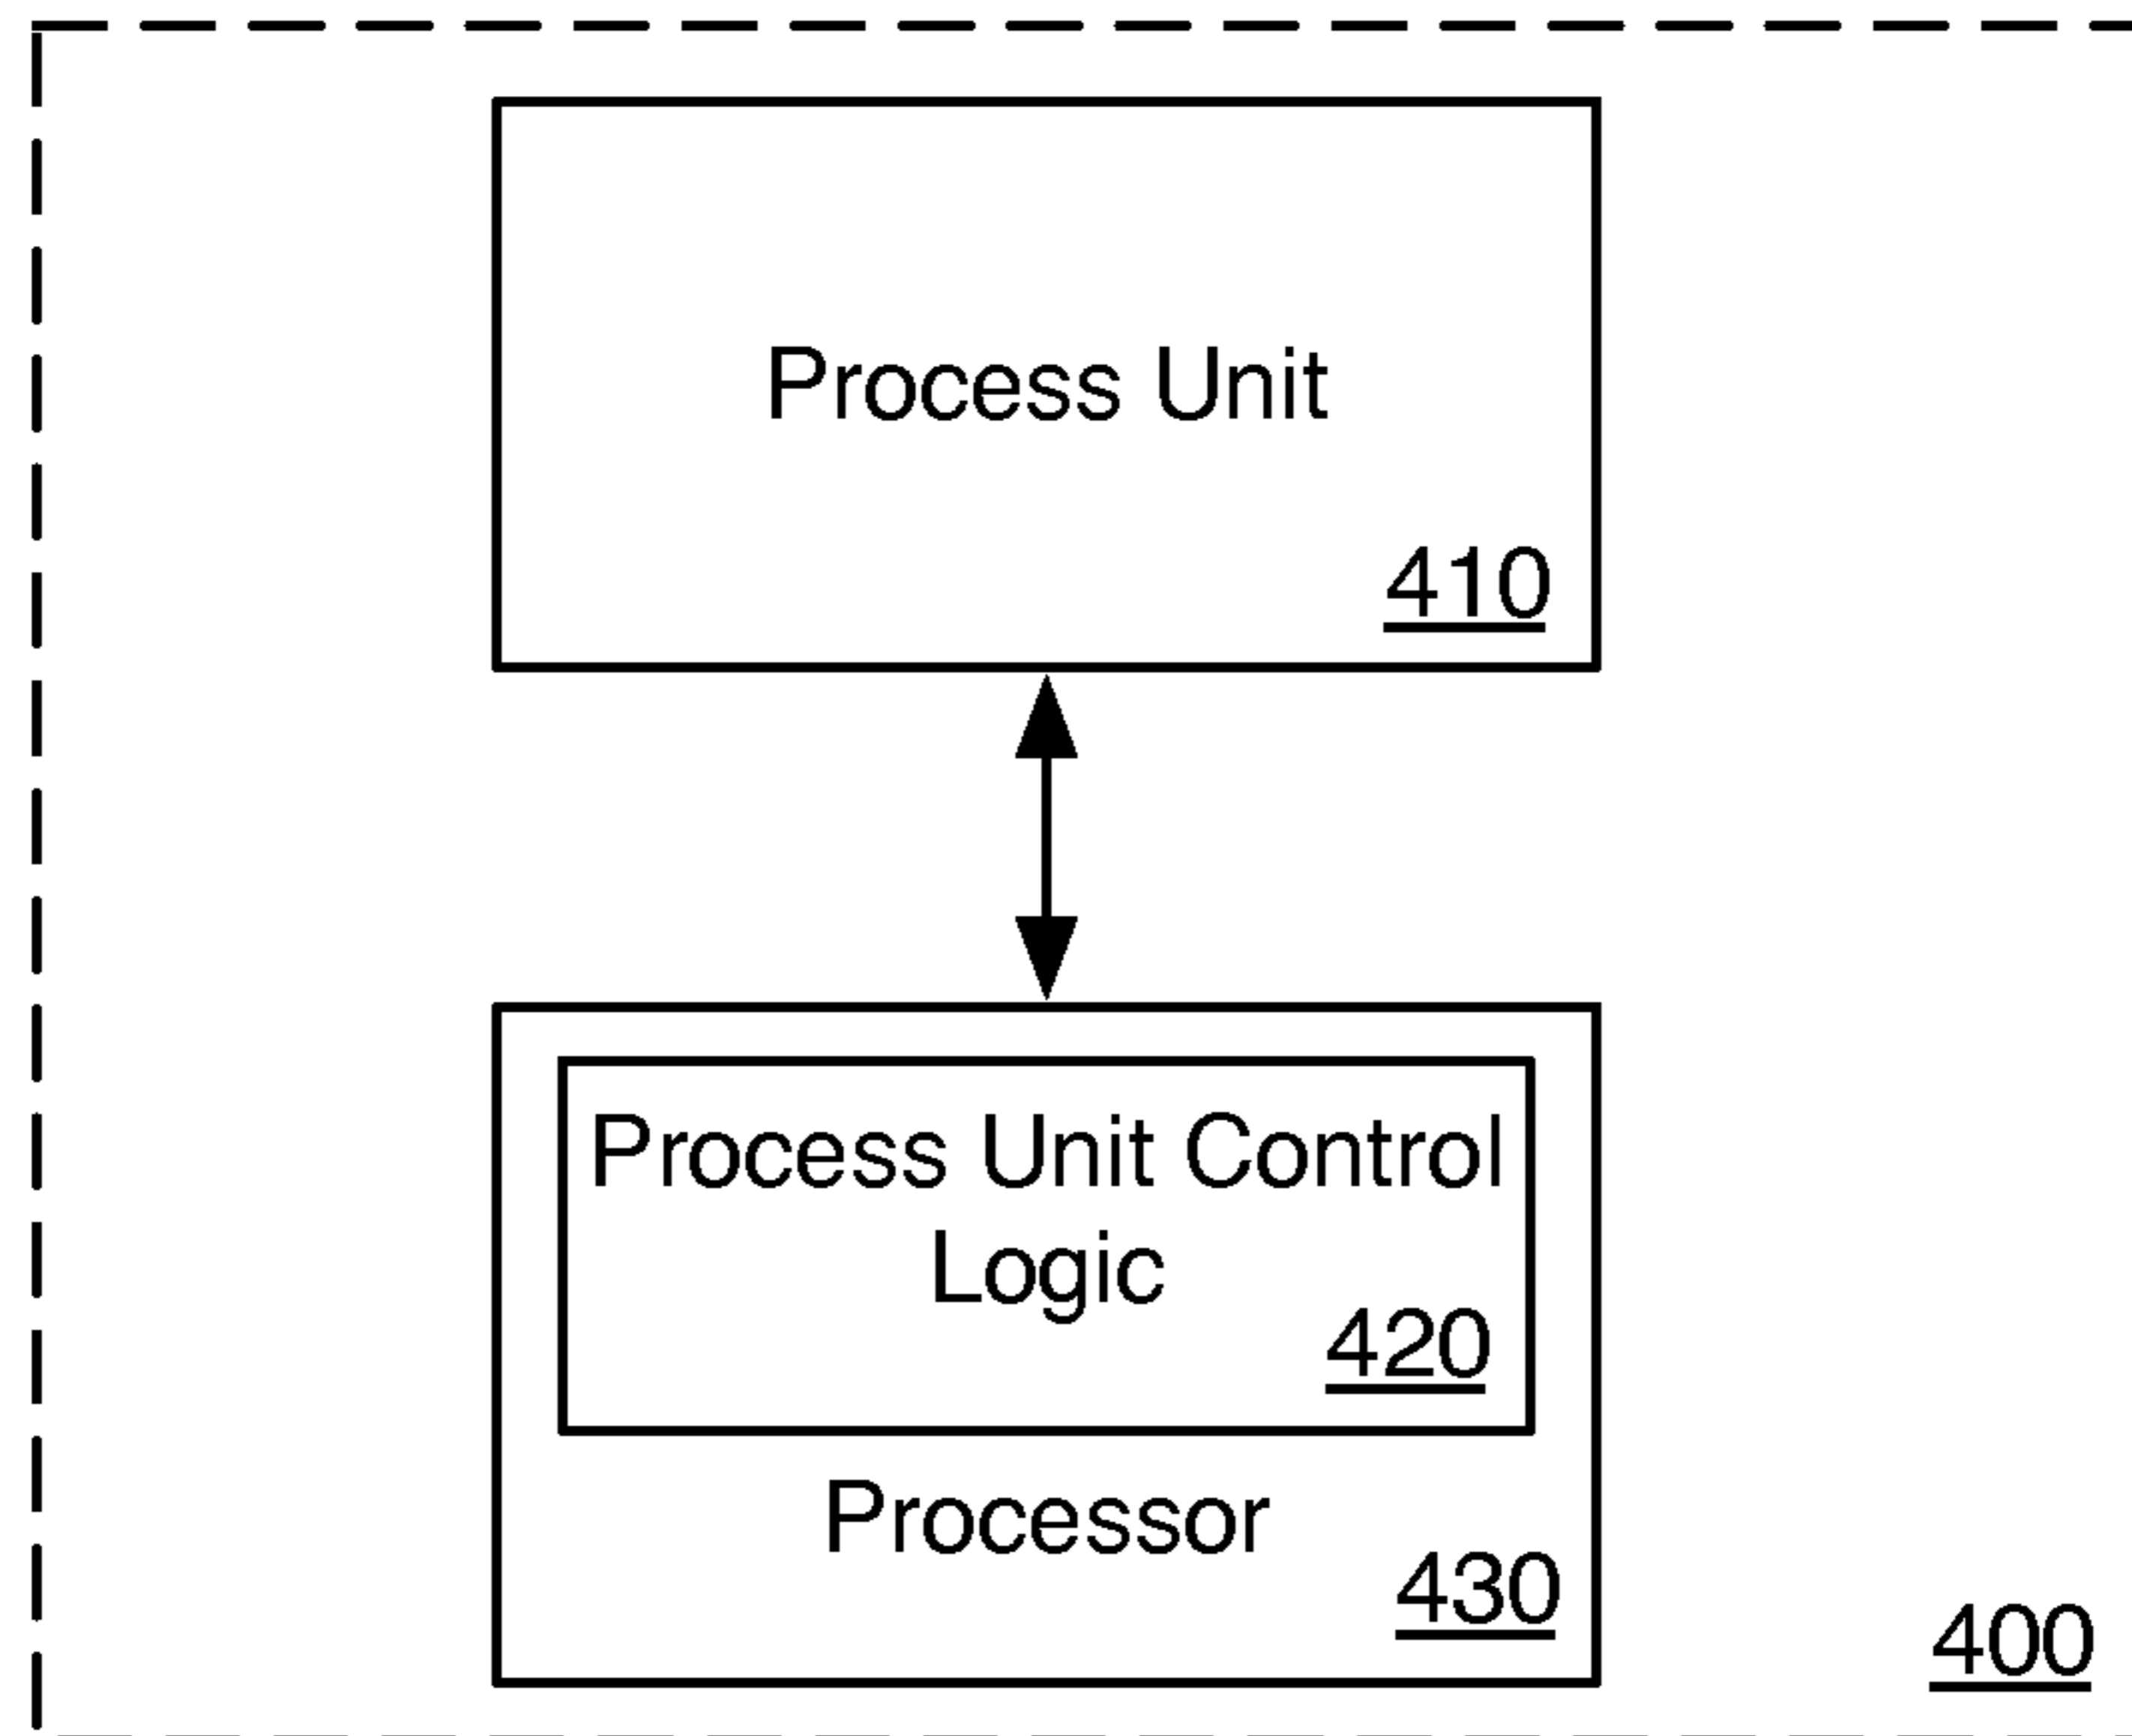 Process Unit
410
Process Unit Control
Logic
420
Processor
430
400